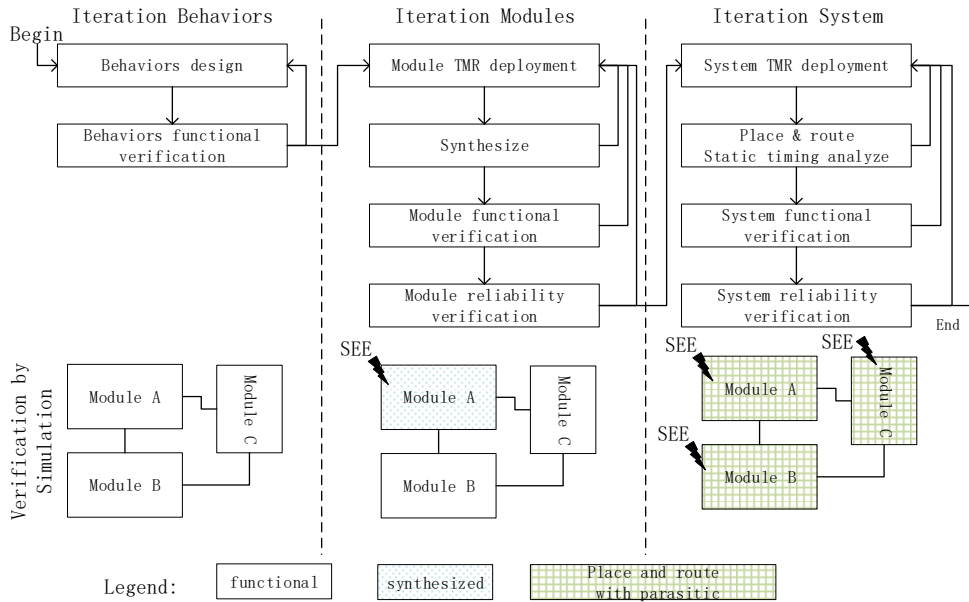 Iteration Behaviors
Iteration Modules
Iteration System
Begin
Behaviors design
Behaviors functional
verification
Module TMR deployment
Synthesize
Module functional
verification
Module reliability
verification
System TMR deployment
Place & route
Static timing analyze
System functional
verification
System reliability
verification
End
Verification by
Simulation
Module A
Module B
Module C
SEE
Module A
Module B
Module C
SEE
SEE
SEE
Module A
Module B
Module C
Legend:
functional
synthesized
Place and route
with parasitic